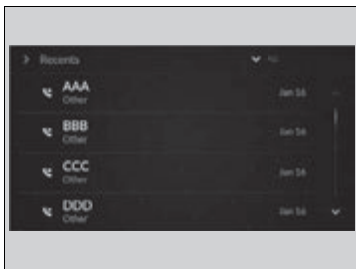 Recents
AAA
Other
Jan 16
BBB
Other
Jan 16
CCC
Other
Jan 16
DDD
Other
Jan 16